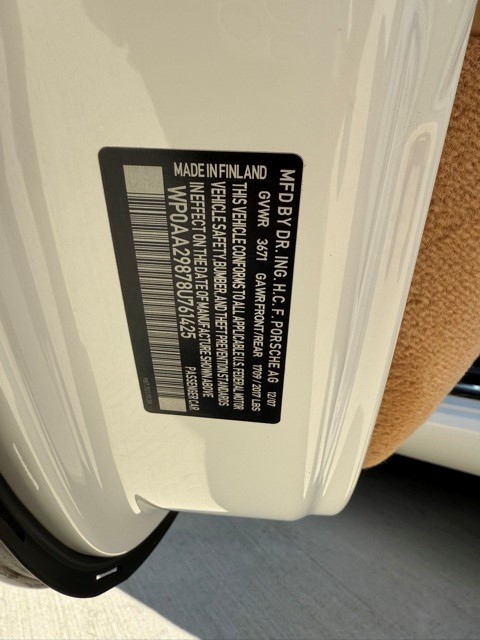 MFD BY DR. ING. H.C.F. PORSCHE AG 12/07
GVWR 3671 GAWR FRONT/REAR 1709 / 2017 LBS
THIS VEHICLE CONFORMS TO ALL APPLICABLE U.S. FEDERAL MOTOR
VEHICLE SAFETY, BUMPER, AND THEFT PREVENTION STANDARDS
IN EFFECT ON THE DATE OF MANUFACTURE SHOWN ABOVE
MADE IN FINLAND
WP0AA29878U761425 PASSENGER CAR